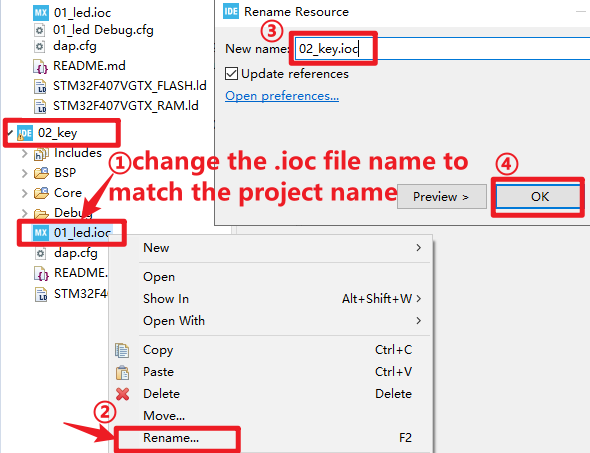 MX 01_led.ioc
01_led Debug.cfg
dap.cfg
README.md
STM32F407VGTX_FLASH.ld
STM32F407VGTX_RAM.ld
IDE 02_key
Includes
BSP
Core
Debug
MX 01_led.ioc
dap.cfg
README.
STM32F40
①change the .ioc file name to
match the project name
IDE Rename Resource
③
New name: 02_key.ioc
Update references
Open preferences...
④
Preview >
OK
New
Open
Show In Alt+Shift+W
Open With
Copy Ctrl+C
Paste Ctrl+V
Delete Delete
Move...
②
Rename... F2